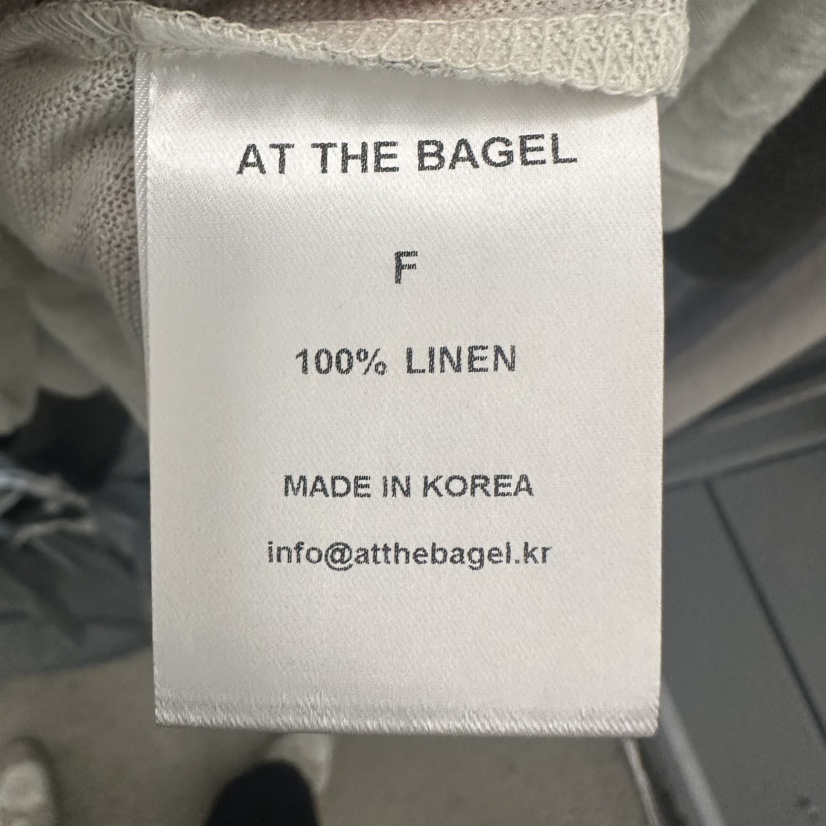 AT THE BAGEL
F
100% LINEN
MADE IN KOREA
info@atthebagel.kr